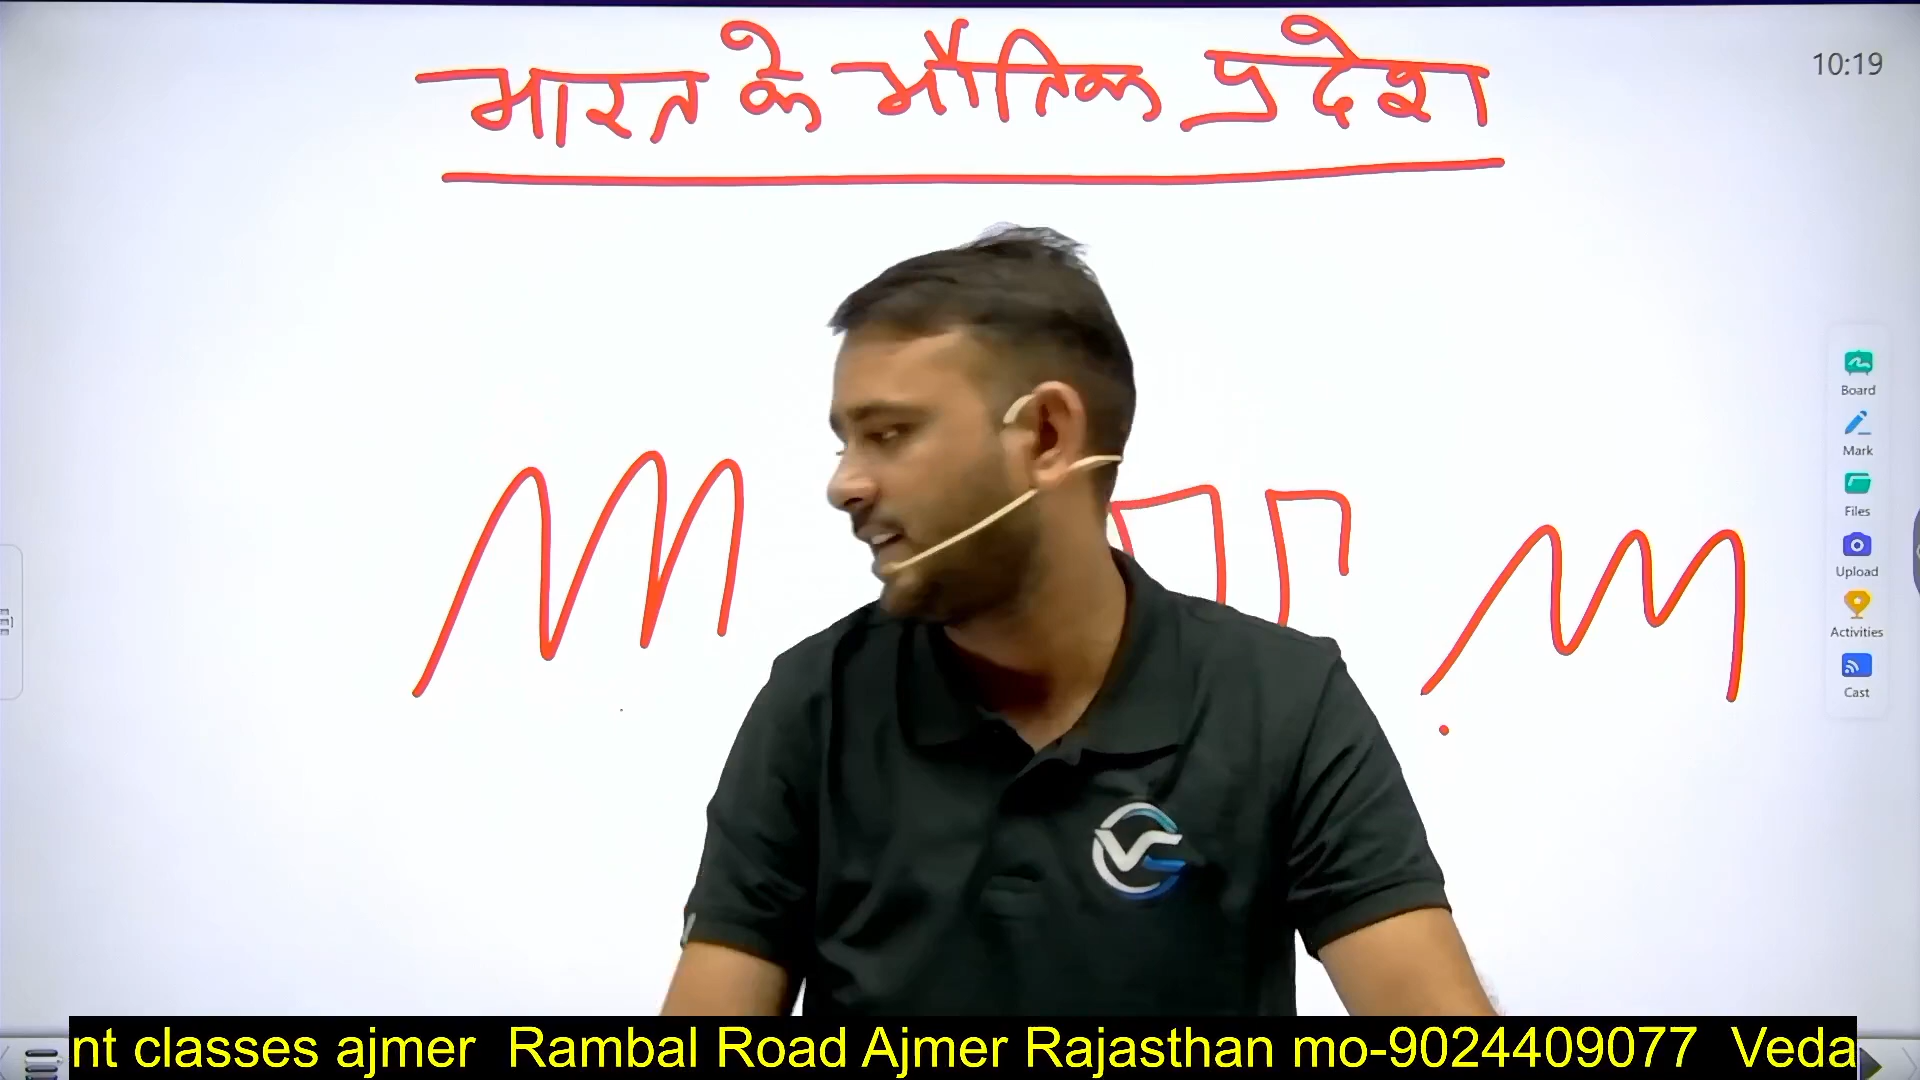 भारत के भौतिक प्रदेश
10:19
Board
Mark
Files
Upload
Activities
Cast
nt classes ajmer Rambal Road Ajmer Rajasthan mo-9024409077 Veda